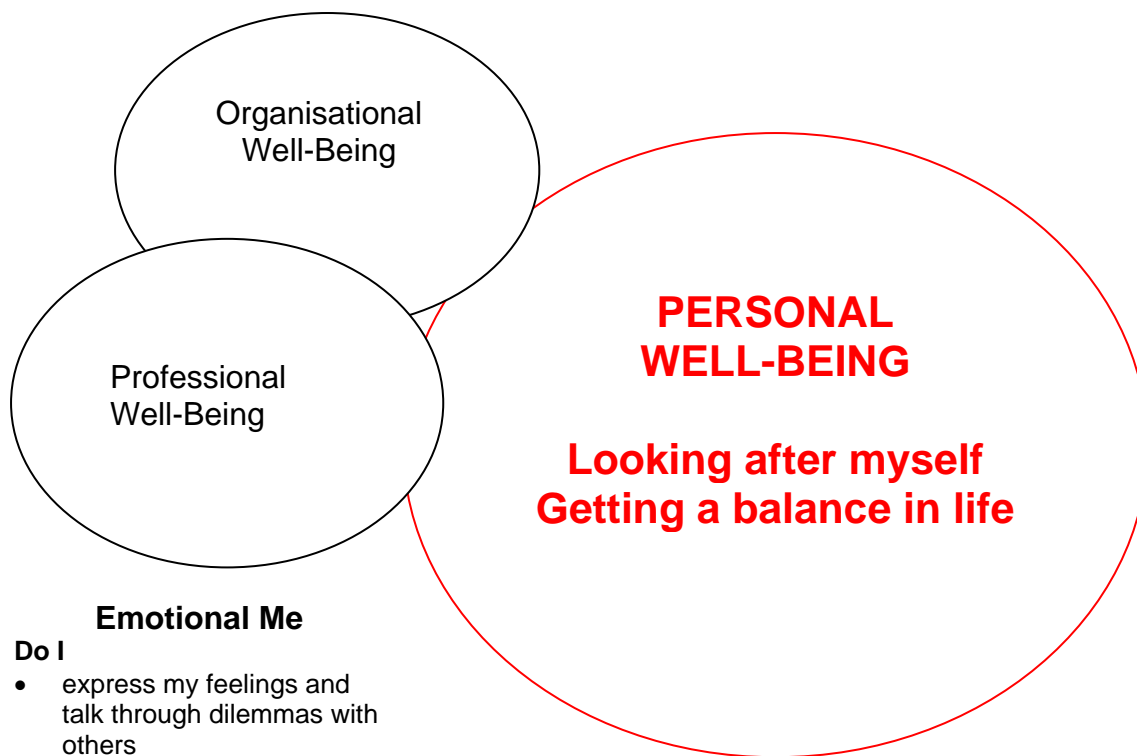 Organisational
Well-Being
Professional
Well-Being
PERSONAL
WELL-BEING
Looking after myself
Getting a balance in life
Emotional Me
Do I
• express my feelings and
talk through dilemmas with
others